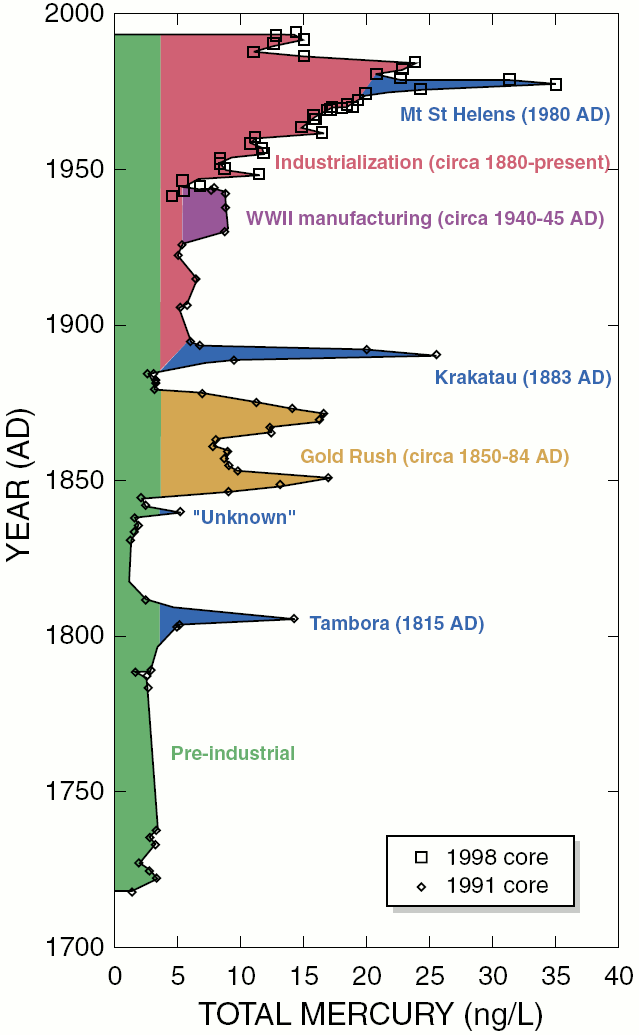 2000
Mt St Helens (1980 AD)
Industrialization (circa 1880-present)
1950
WWII manufacturing (circa 1940-45 AD)
1900
Krakatau (1883 AD)
Gold Rush (circa 1850-84 AD)
1850
"Unknown"
YEAR (AD)
Tambora (1815 AD)
1800
Pre-industrial
1750
1998 core
1991 core
1700
0 5 10 15 20 25 30 35 40
TOTAL MERCURY (ng/L)